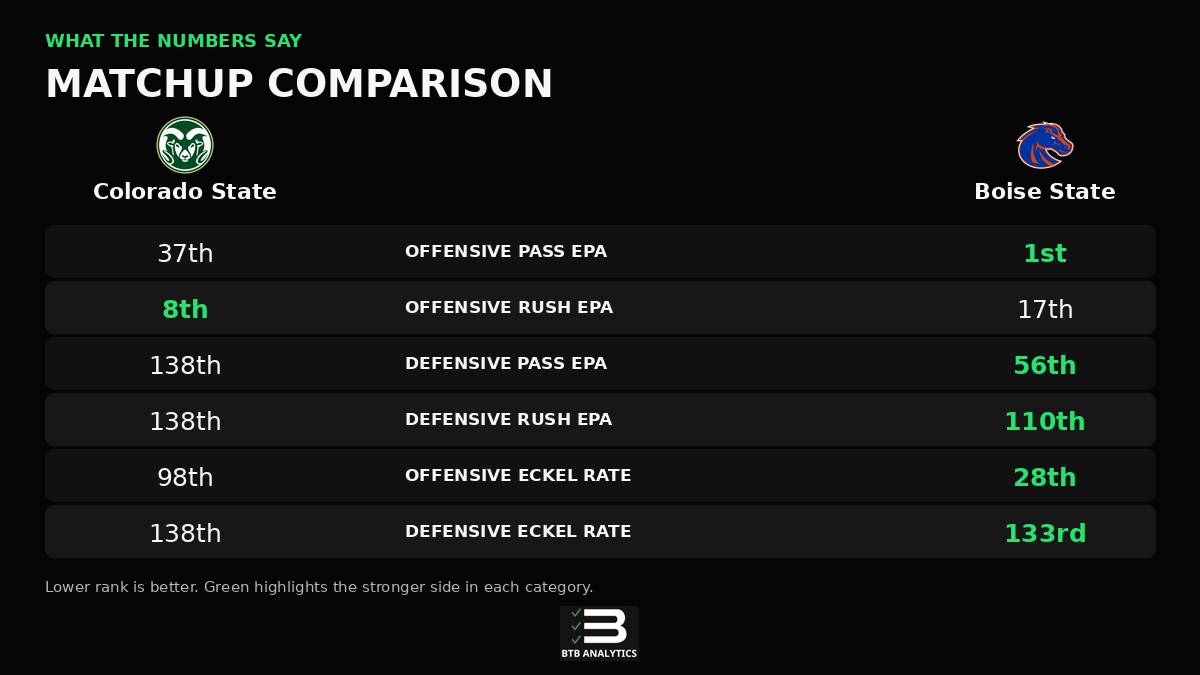 WHAT THE NUMBERS SAY
MATCHUP COMPARISON
Colorado State
Boise State
37th OFFENSIVE PASS EPA 1st
8th OFFENSIVE RUSH EPA 17th
138th DEFENSIVE PASS EPA 56th
138th DEFENSIVE RUSH EPA 110th
98th OFFENSIVE ECKEL RATE 28th
138th DEFENSIVE ECKEL RATE 133rd
Lower rank is better. Green highlights the stronger side in each category.
BTB ANALYTICS